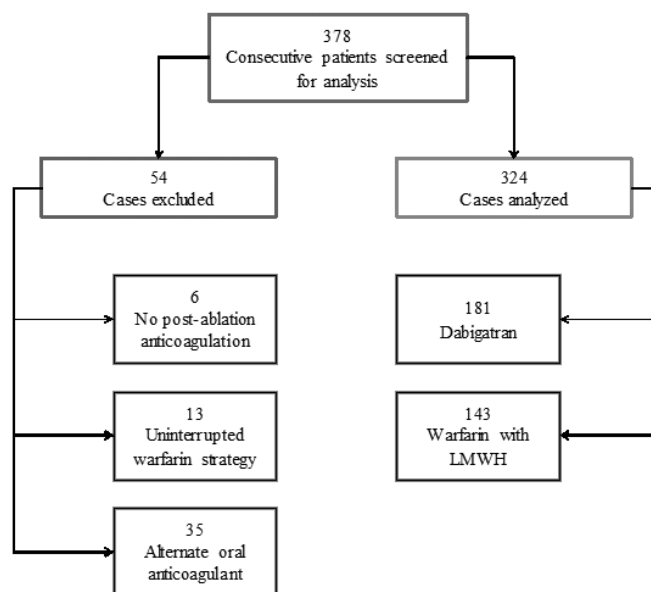 378
Consecutive patients screened
for analysis
54
Cases excluded
324
Cases analyzed
6
No post-ablation
anticoagulation
181
Dabigatran
13
Uninterrupted
warfarin strategy
143
Warfarin with
LMWH
35
Alternate oral
anticoagulant